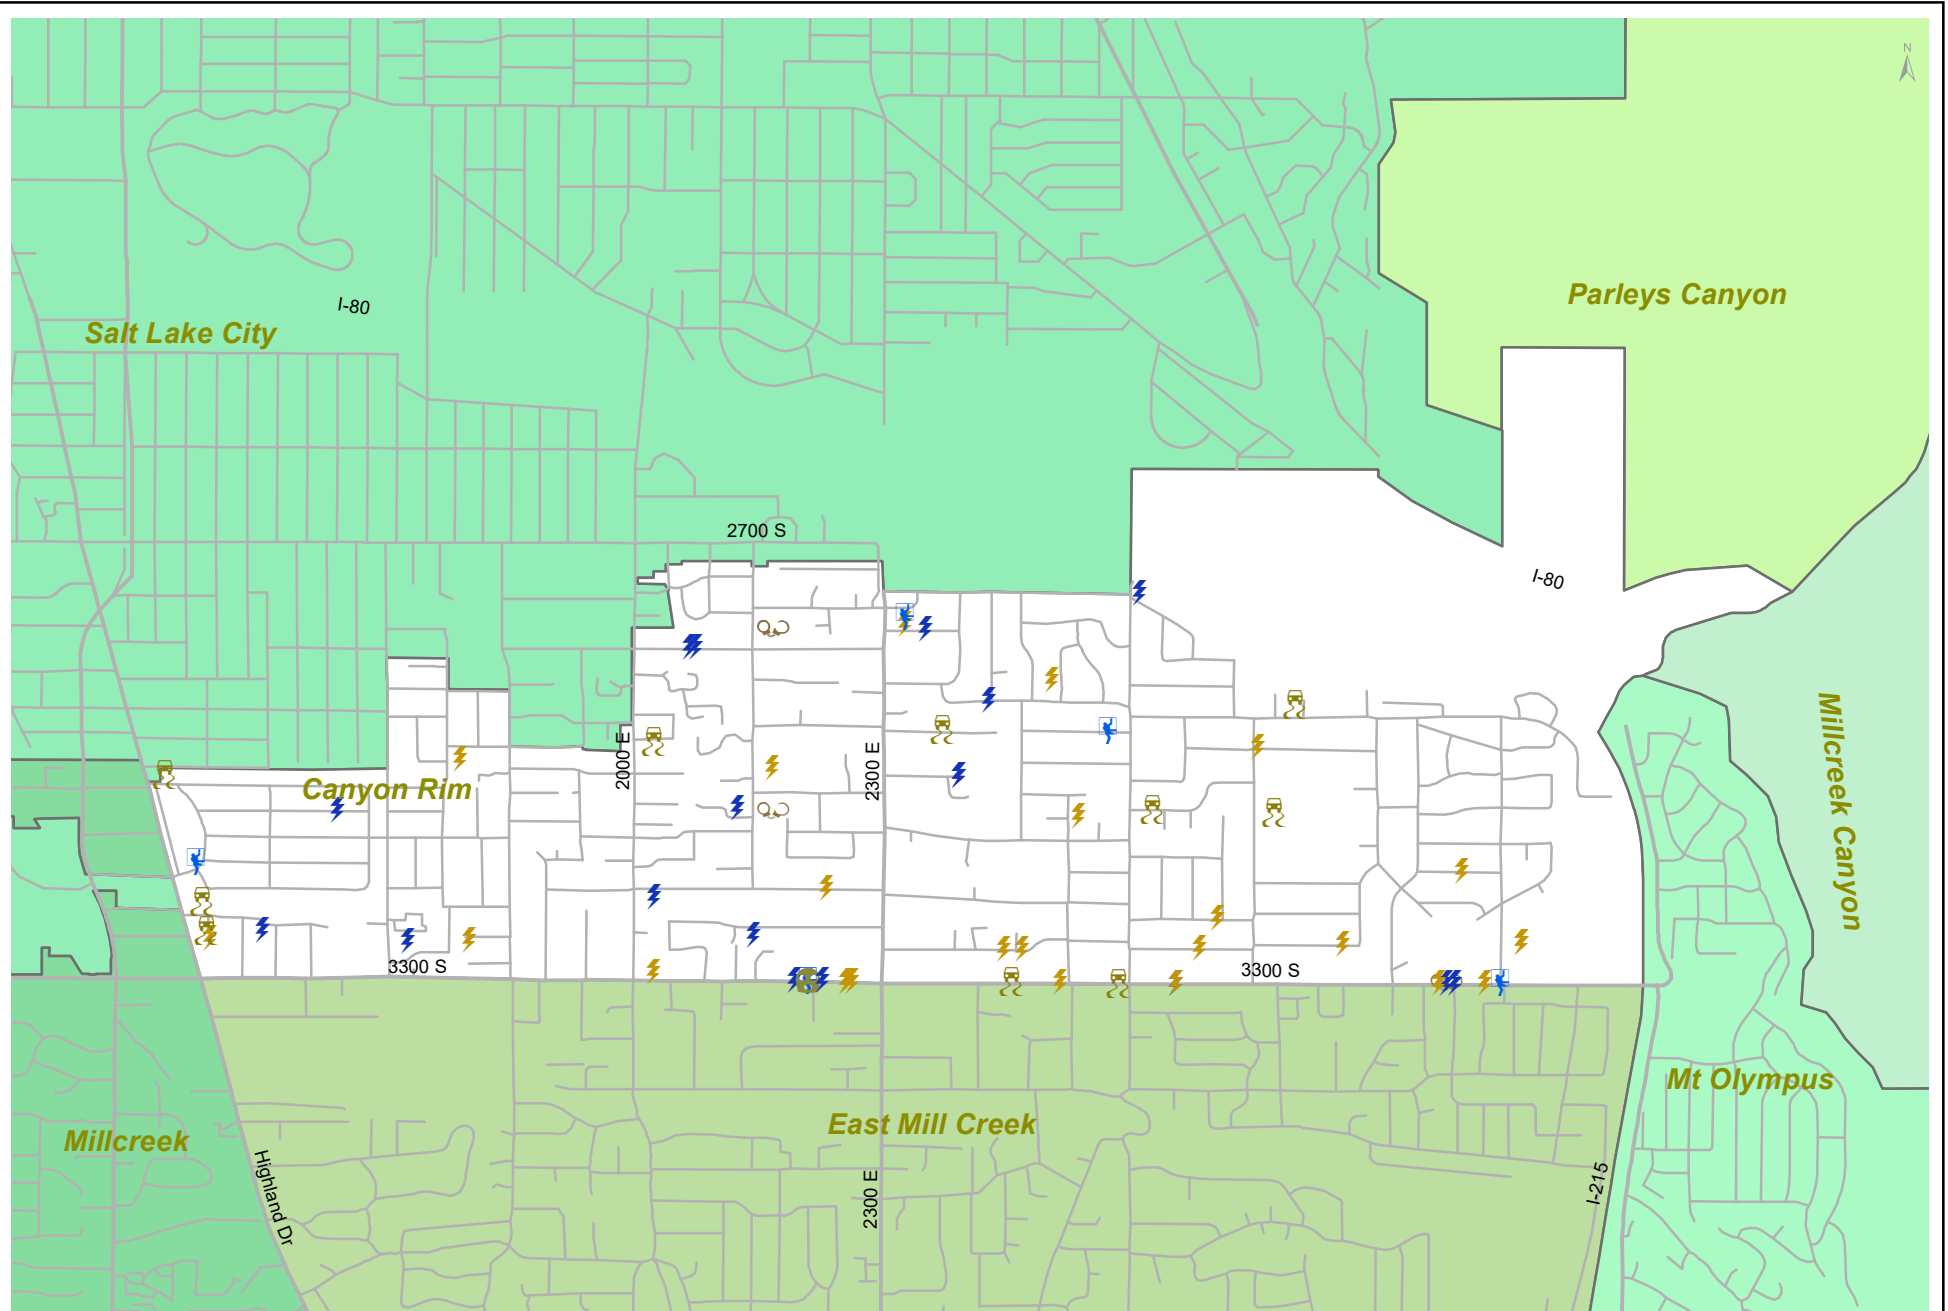 N
Parleys Canyon
I-80
Salt Lake City
2700 S
I-80
Millcreek Canyon
2000 E
2300 E
Canyon Rim
3300 S
3300 S
Mt Olympus
East Mill Creek
Millcreek
Highland Dr
2300 E
I-215